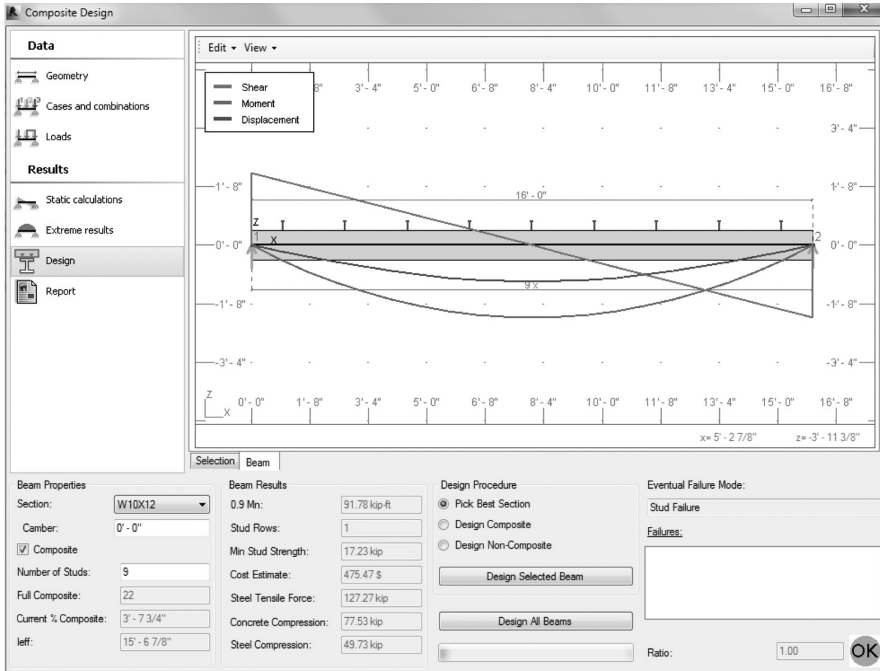 Composite Design
Data
Geometry
Cases and combinations
Loads
Results
Static calculations
Extreme results
Design
Report
Edit View
Shear
Moment
Displacement
8" 3'- 4" 5'- 0" 6'- 8" 8'- 4" 10'- 0" 11'- 8" 13'- 4" 15'- 0" 16'- 8"
3'- 4"
1'- 8" 16'- 0" 1'- 8"
Z
1 X 2
0'- 0" 0'- 0"
9 x
-1'- 8" -1'- 8"
-3'- 4" -3'- 4"
Z
X
0'- 0" 1'- 8" 3'- 4" 5'- 0" 6'- 8" 8'- 4" 10'- 0" 11'- 8" 13'- 4" 15'- 0" 16'- 8"
x= 5' - 2 7/8" z= -3' - 11 3/8"
Selection Beam
Beam Properties
Section: W10X12
Camber: 0' - 0"
Composite
Number of Studs: 9
Full Composite: 22
Current % Composite: 3' - 7 3/4"
Ieff: 15' - 6 7/8"
Beam Results
0.9 Mn: 91.78 kip-ft
Stud Rows: 1
Min Stud Strength: 17.23 kip
Cost Estimate: 475.47 $
Steel Tensile Force: 127.27 kip
Concrete Compression: 77.53 kip
Steel Compression: 49.73 kip
Design Procedure
Pick Best Section
Design Composite
Design Non-Composite
Design Selected Beam
Design All Beams
Eventual Failure Mode:
Stud Failure
Failures:
Ratio: 1.00 OK